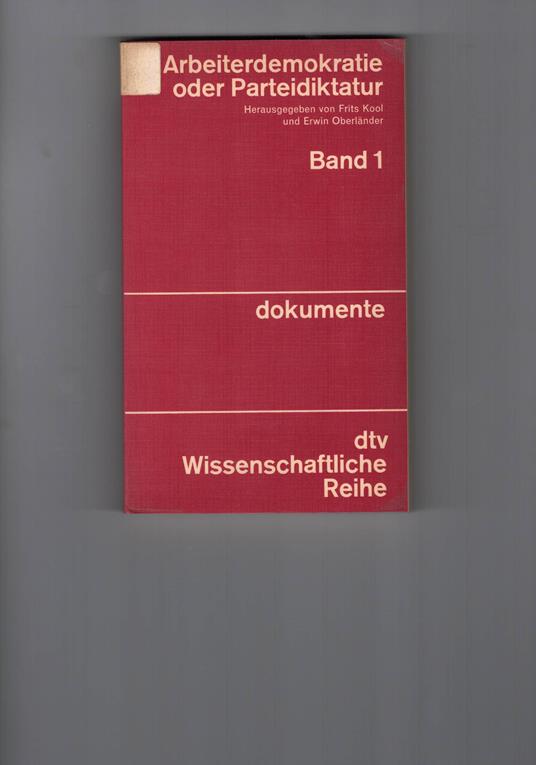 Arbeiterdemokratie
oder Parteidiktatur
Herausgegeben von Frits Kool
und Erwin Oberländer
Band 1
dokumente
dtv
Wissenschaftliche
Reihe